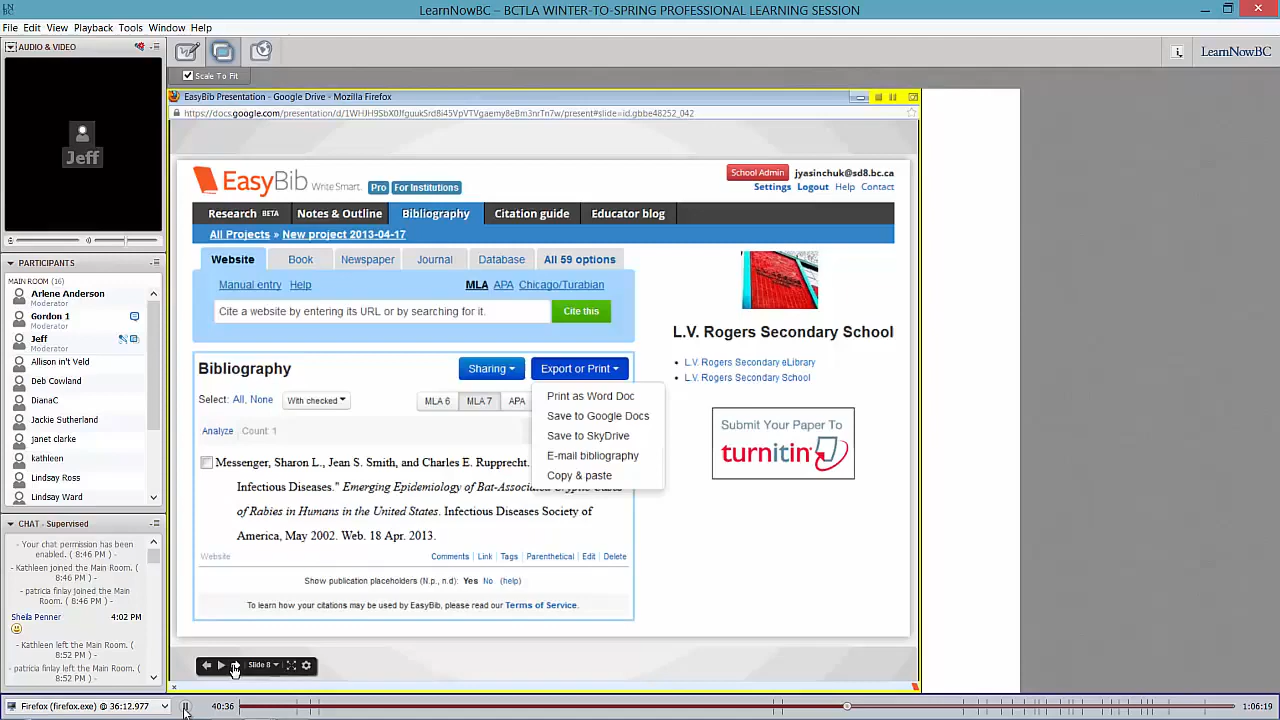 LearnNowBC – BCTLA WINTER-TO-SPRING PROFESSIONAL LEARNING SESSION
File Edit View Playback Tools Window Help
AUDIO & VIDEO
LearnNowBC
Scale To Fit
EasyBib Presentation - Google Drive - Mozilla Firefox
Jeff
EasyBib Write Smart. Pro For Institutions
School Admin jyasinchuk@sd8.bc.ca
Settings Logout Help Contact
Research BETA Notes & Outline Bibliography Citation guide Educator blog
All Projects » New project 2013-04-17
Website Book Newspaper Journal Database All 59 options
Manual entry Help MLA APA Chicago/Turabian
Cite a website by entering its URL or by searching for it. Cite this
Bibliography Sharing Export or Print
Select: All, None With checked MLA 6 MLA 7 APA
Print as Word Doc
Save to Google Docs
Save to SkyDrive
E-mail bibliography
Copy & paste
Analyze Count: 1
Messenger, Sharon L., Jean S. Smith, and Charles E. Rupprecht.
Infectious Diseases." Emerging Epidemiology of Bat-Associated Cryptic Cases
of Rabies in Humans in the United States. Infectious Diseases Society of
America, May 2002. Web. 18 Apr. 2013.
Website Comments Link Tags Parenthetical Edit Delete
Show publication placeholders (N.p., n.d): Yes No (help)
To learn how your citations may be used by EasyBib, please read our Terms of Service.
L.V. Rogers Secondary School
L.V. Rogers Secondary eLibrary
L.V. Rogers Secondary School
Submit Your Paper To
turnitin
Slide 8
PARTICIPANTS
MAIN ROOM (16)
Arlene Anderson
Moderator
Gordon 1
Moderator
Jeff
Moderator
Allison in't Veld
Deb Cowland
DianaC
Jackie Sutherland
janet clarke
kathleen
Lindsay Ross
Lindsey Ward
CHAT - Supervised
- Your chat permission has been
enabled. ( 8:46 PM ) -
- Kathleen joined the Main Room.
( 8:46 PM ) -
- patricia finlay joined the Main
Room. ( 8:46 PM ) -
Sheila Penner 4:02 PM
- Kathleen left the Main Room. (
8:52 PM ) -
- patricia finlay left the Main Room. (
8:52 PM ) -
Firefox (firefox.exe) @ 36:12.977 40:36 1:06:19